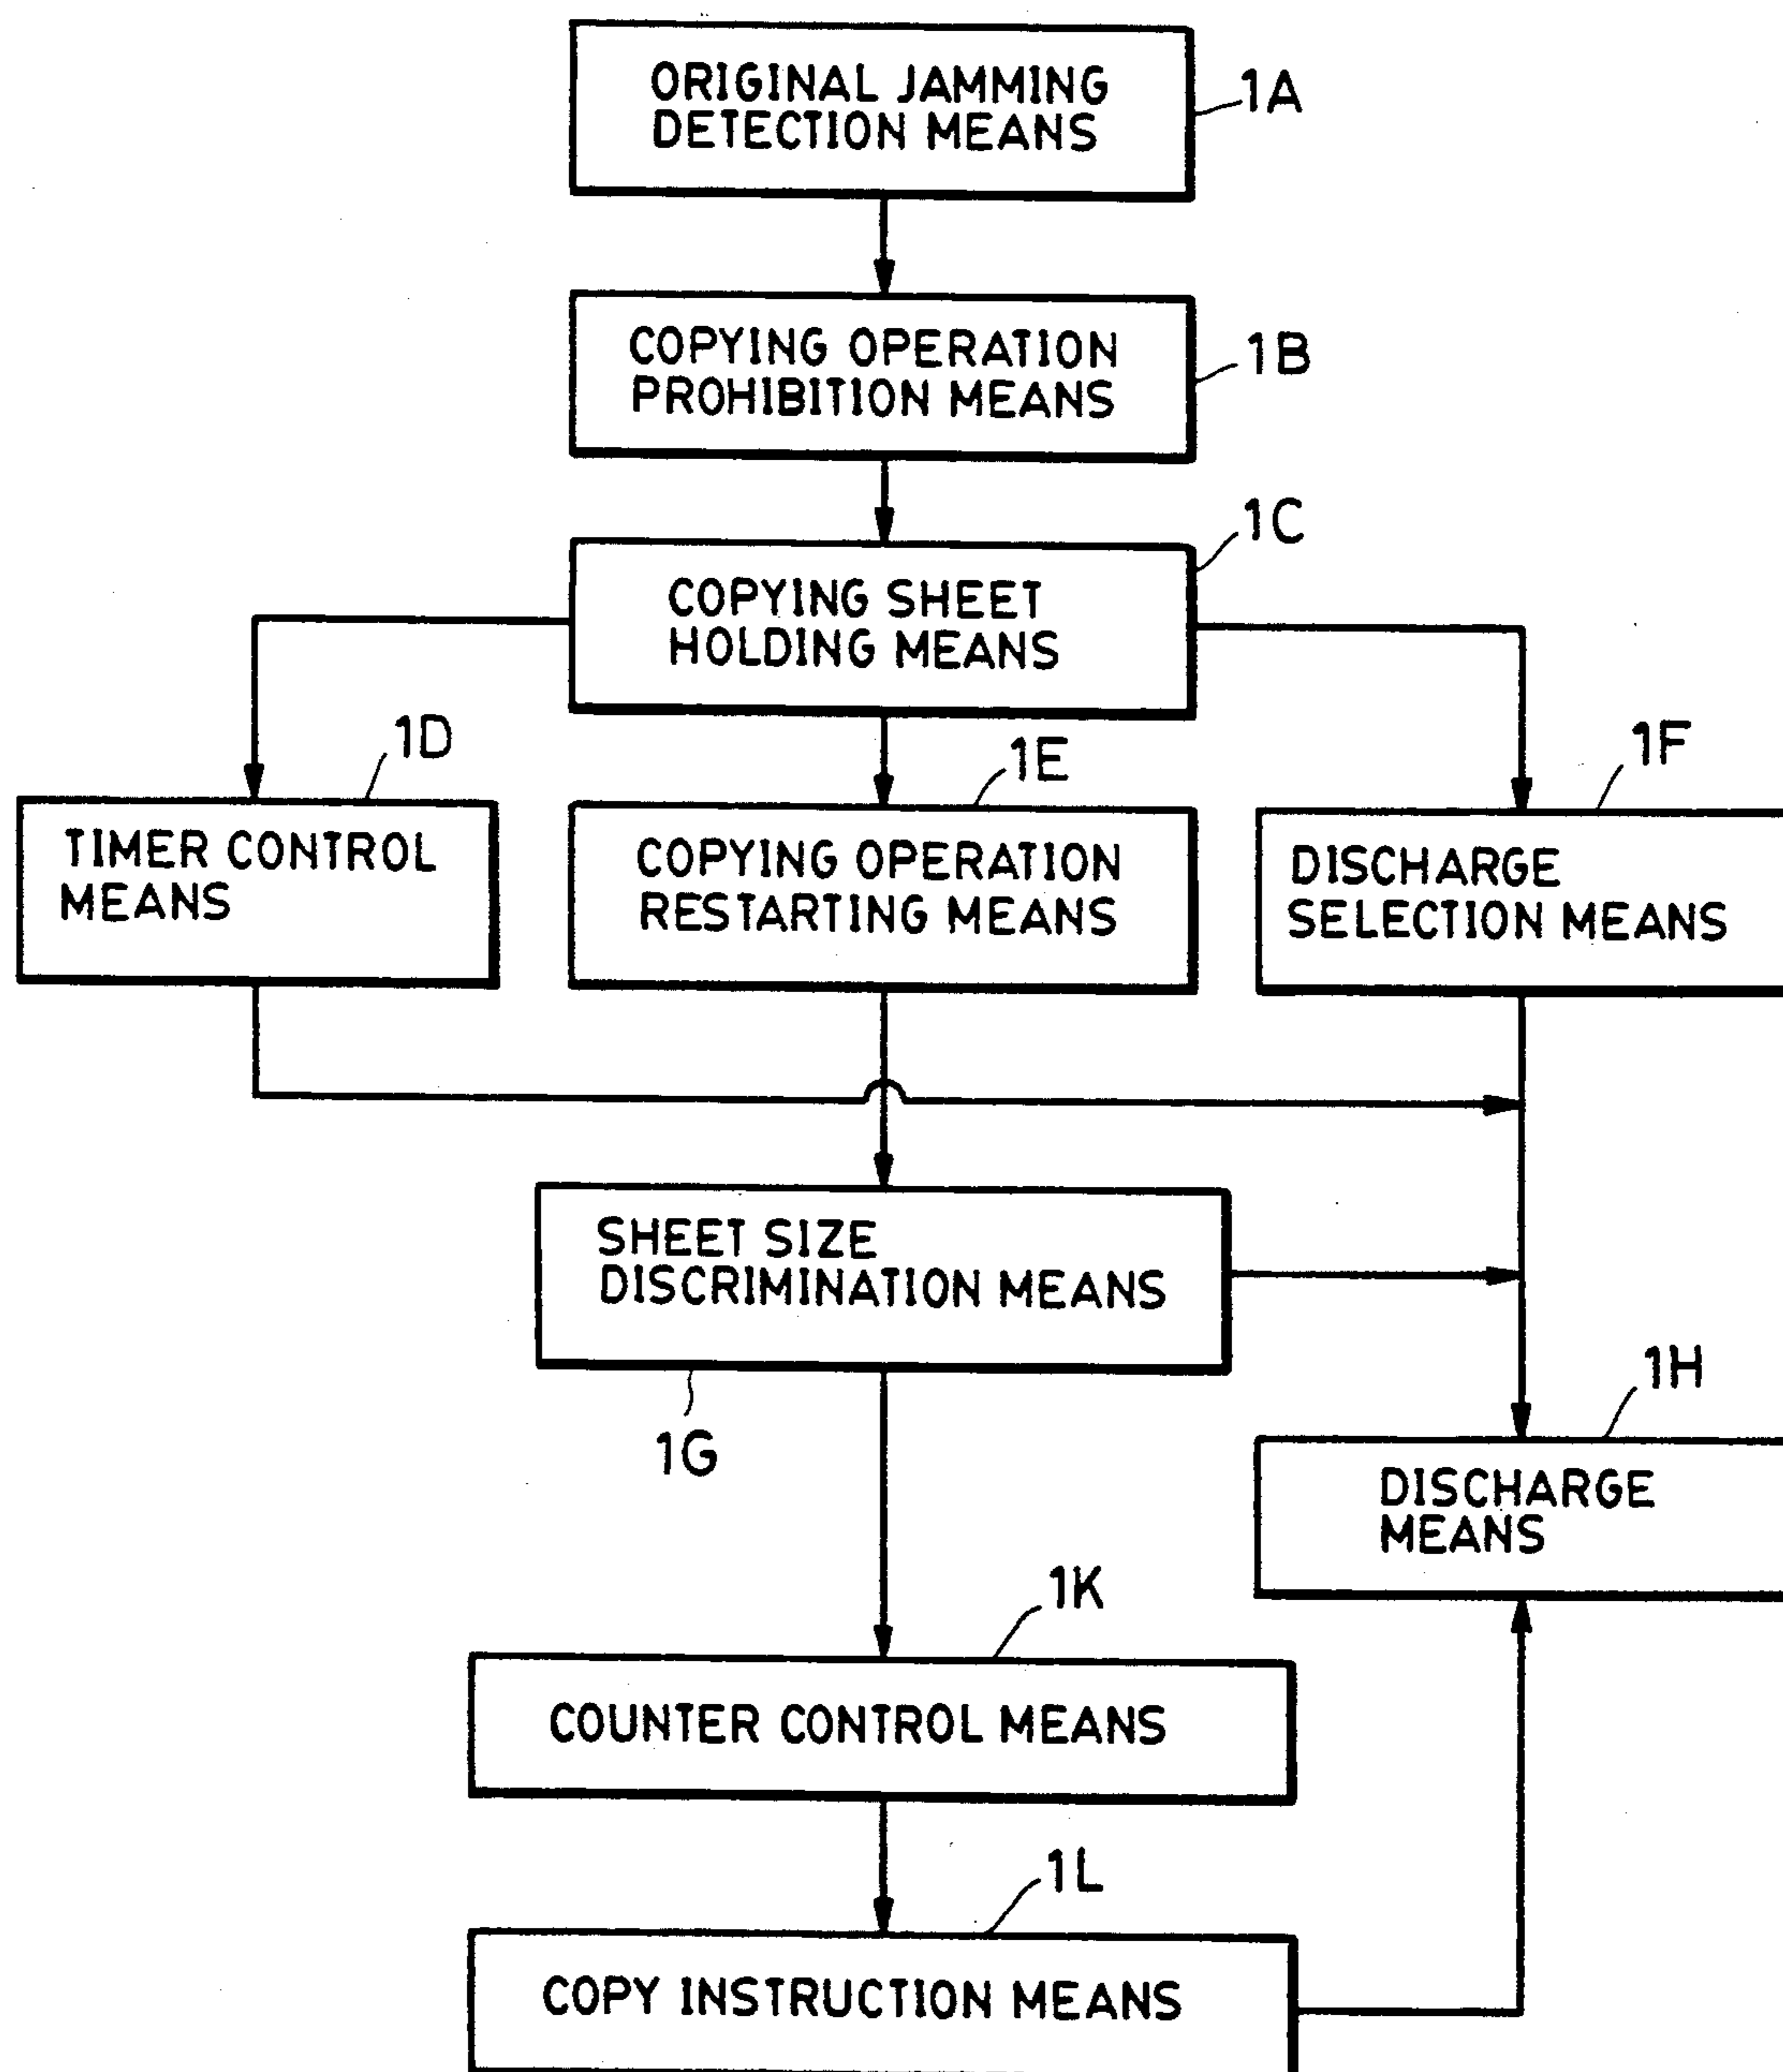 ORIGINAL JAMMING
DETECTION MEANS
1A
COPYING OPERATION
PROHIBITION MEANS
1B
1C
COPYING SHEET
HOLDING MEANS
1D
1E
1F
TIMER CONTROL
MEANS
COPYING OPERATION
RESTARTING MEANS
DISCHARGE
SELECTION MEANS
SHEET SIZE
DISCRIMINATION MEANS
1G
1H
DISCHARGE
MEANS
1K
COUNTER CONTROL MEANS
1L
COPY INSTRUCTION MEANS